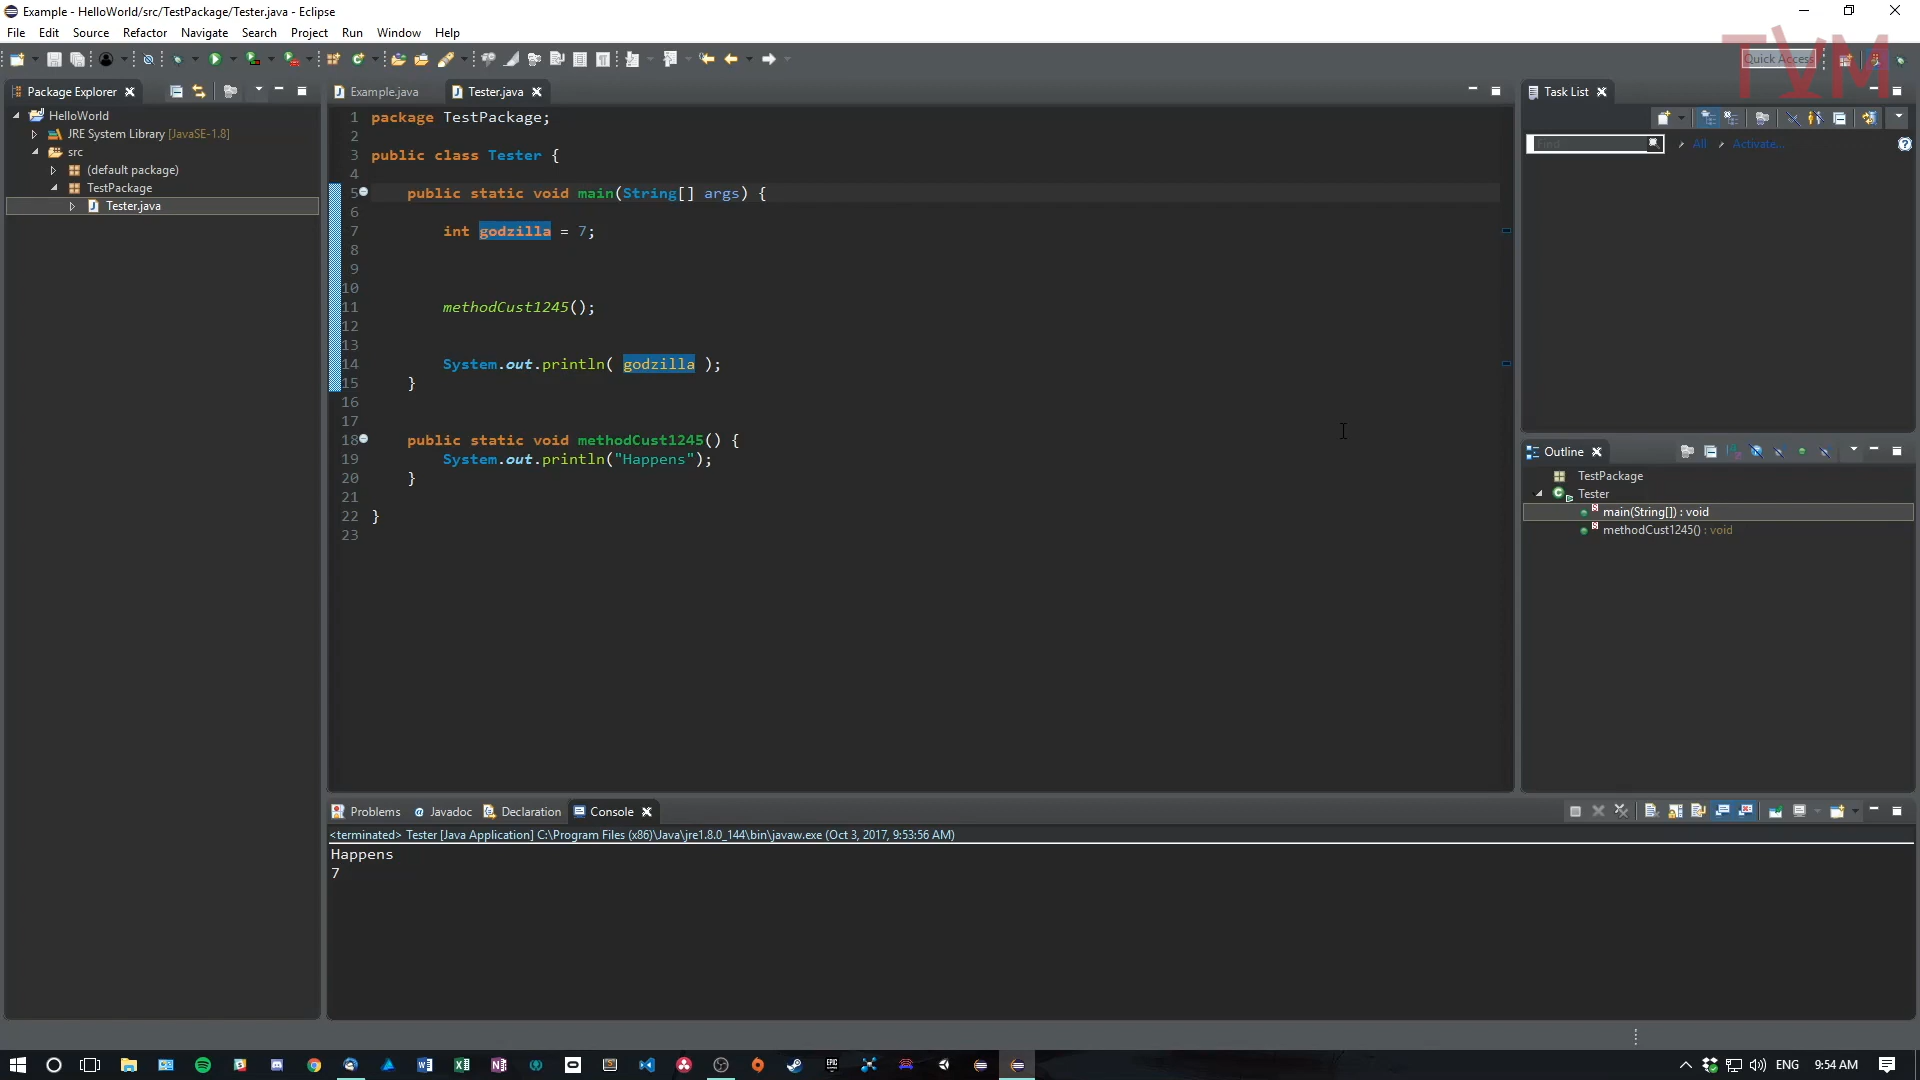 Example - HelloWorld/src/TestPackage/Tester.java - Eclipse
File Edit Source Refactor Navigate Search Project Run Window Help
TVM
Quick Access
Package Explorer
HelloWorld
JRE System Library [JavaSE-1.8]
src
(default package)
TestPackage
Tester.java
Example.java Tester.java
1 package TestPackage;
2
3 public class Tester {
4
5 public static void main(String[] args) {
6
7 int godzilla = 7;
8
9
10
11 methodCust1245();
12
13
14 System.out.println( godzilla );
15 }
16
17
18 public static void methodCust1245() {
19 System.out.println("Happens");
20 }
21
22 }
23
Task List
Find All Activate...
Outline
TestPackage
Tester
main(String[]) : void
methodCust1245() : void
Problems Javadoc Declaration Console
<terminated> Tester [Java Application] C:\Program Files (x86)\Java\jre1.8.0_144\bin\javaw.exe (Oct 3, 2017, 9:53:56 AM)
Happens
7
ENG 9:54 AM